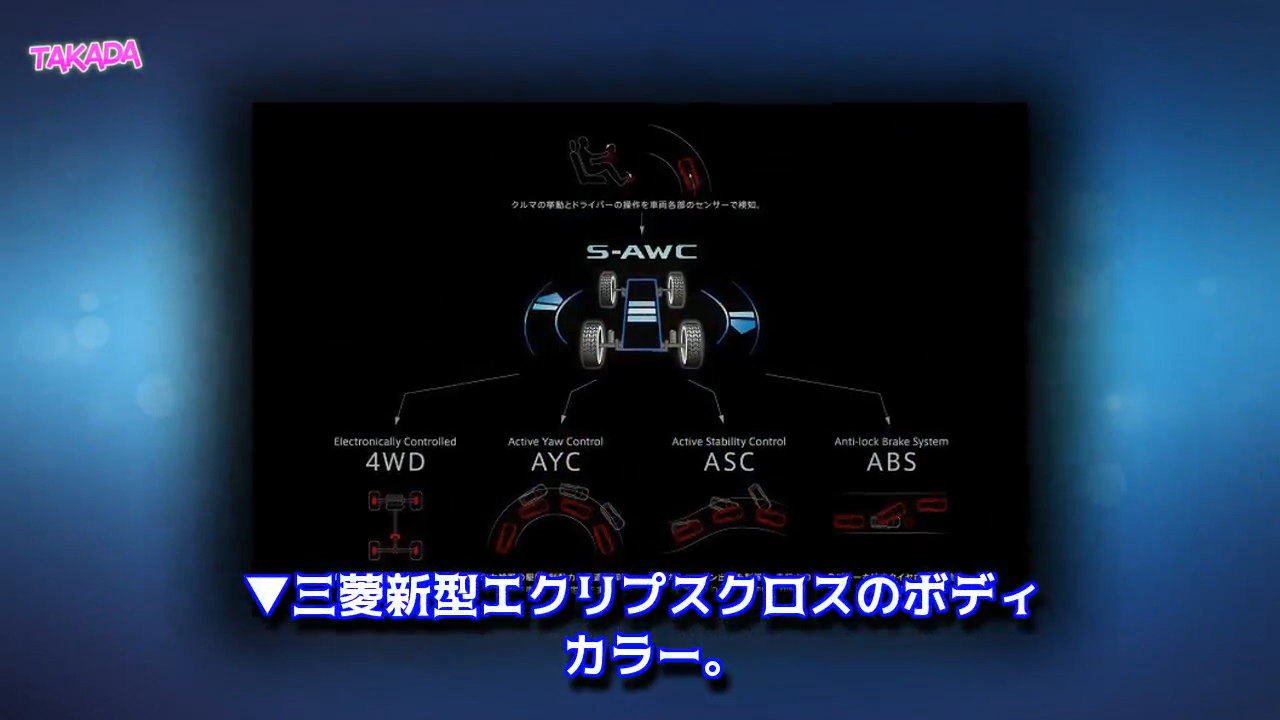 TAKADA
クルマの挙動とドライバーの操作を車両各部のセンサーで検知。
S-AWC
Electronically Controlled
4WD
Active Yaw Control
AYC
Active Stability Control
ASC
Anti-lock Brake System
ABS
▼三菱新型エクリプスクロスのボディ
カラー。